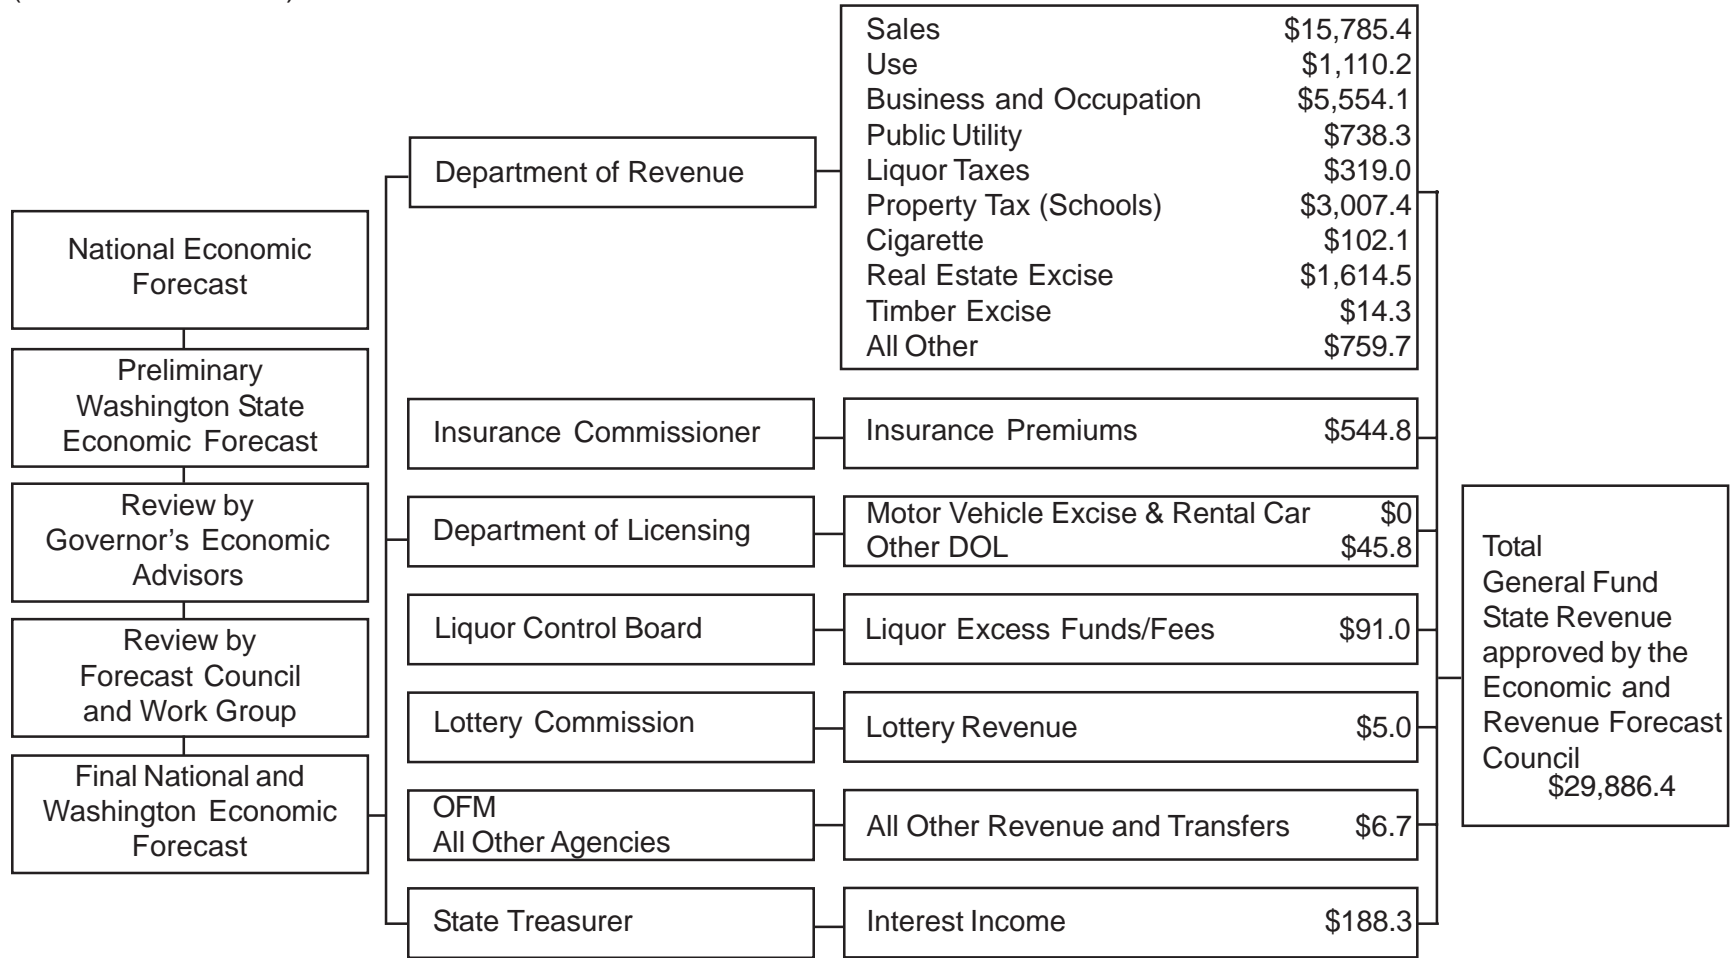 National Economic
Forecast
Preliminary
Washington State
Economic Forecast
Review by
Governor's Economic
Advisors
Review by
Forecast Council
and Work Group
Final National and
Washington Economic
Forecast
Department of Revenue
Sales $15,785.4
Use $1,110.2
Business and Occupation $5,554.1
Public Utility $738.3
Liquor Taxes $319.0
Property Tax (Schools) $3,007.4
Cigarette $102.1
Real Estate Excise $1,614.5
Timber Excise $14.3
All Other $759.7
Insurance Commissioner
Insurance Premiums $544.8
Department of Licensing
Motor Vehicle Excise & Rental Car $0
Other DOL $45.8
Liquor Control Board
Liquor Excess Funds/Fees $91.0
Lottery Commission
Lottery Revenue $5.0
OFM
All Other Agencies
All Other Revenue and Transfers $6.7
State Treasurer
Interest Income $188.3
Total
General Fund
State Revenue
approved by the
Economic and
Revenue Forecast
Council
$29,886.4